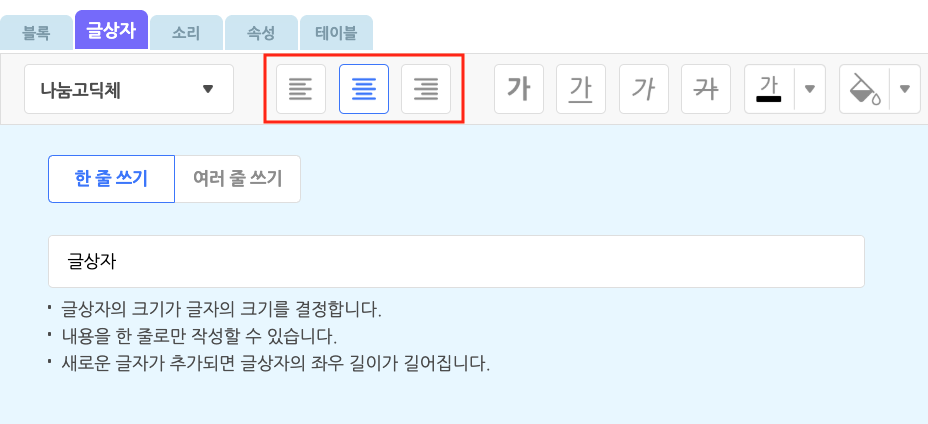 블록 글상자 소리 속성 테이블
나눔고딕체 가 가 가 가 가
한 줄 쓰기 여러 줄 쓰기
글상자
• 글상자의 크기가 글자의 크기를 결정합니다.
• 내용을 한 줄로만 작성할 수 있습니다.
• 새로운 글자가 추가되면 글상자의 좌우 길이가 길어집니다.